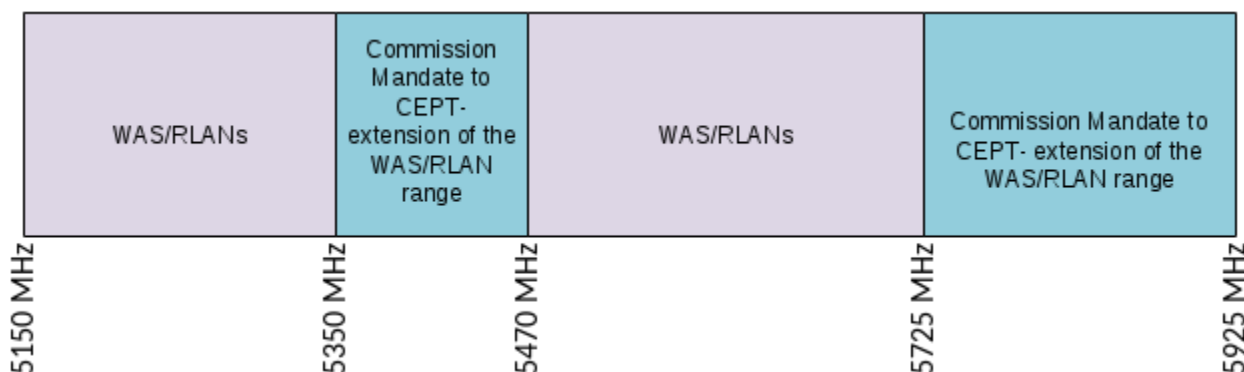 WAS/RLANs
Commission
Mandate to
CEPT-
extension of the
WAS/RLAN
range
WAS/RLANs
Commission Mandate to
CEPT- extension of the
WAS/RLAN range
5150 MHz
5350 MHz
5470 MHz
5725 MHz
5925 MHz